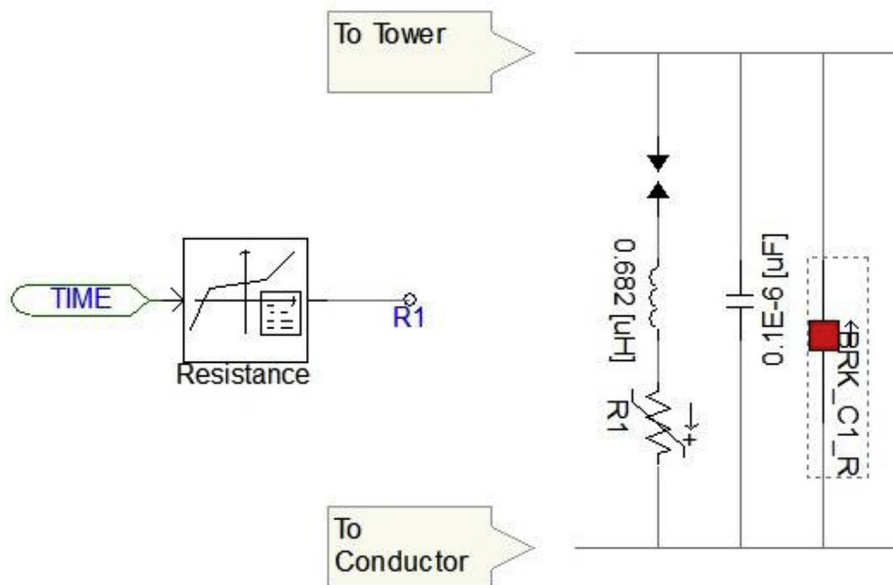 To Tower
TIME
Resistance
R1
0.682 [uH]
R1
0.1E-6 [uF]
BRK_C1_R
To
Conductor